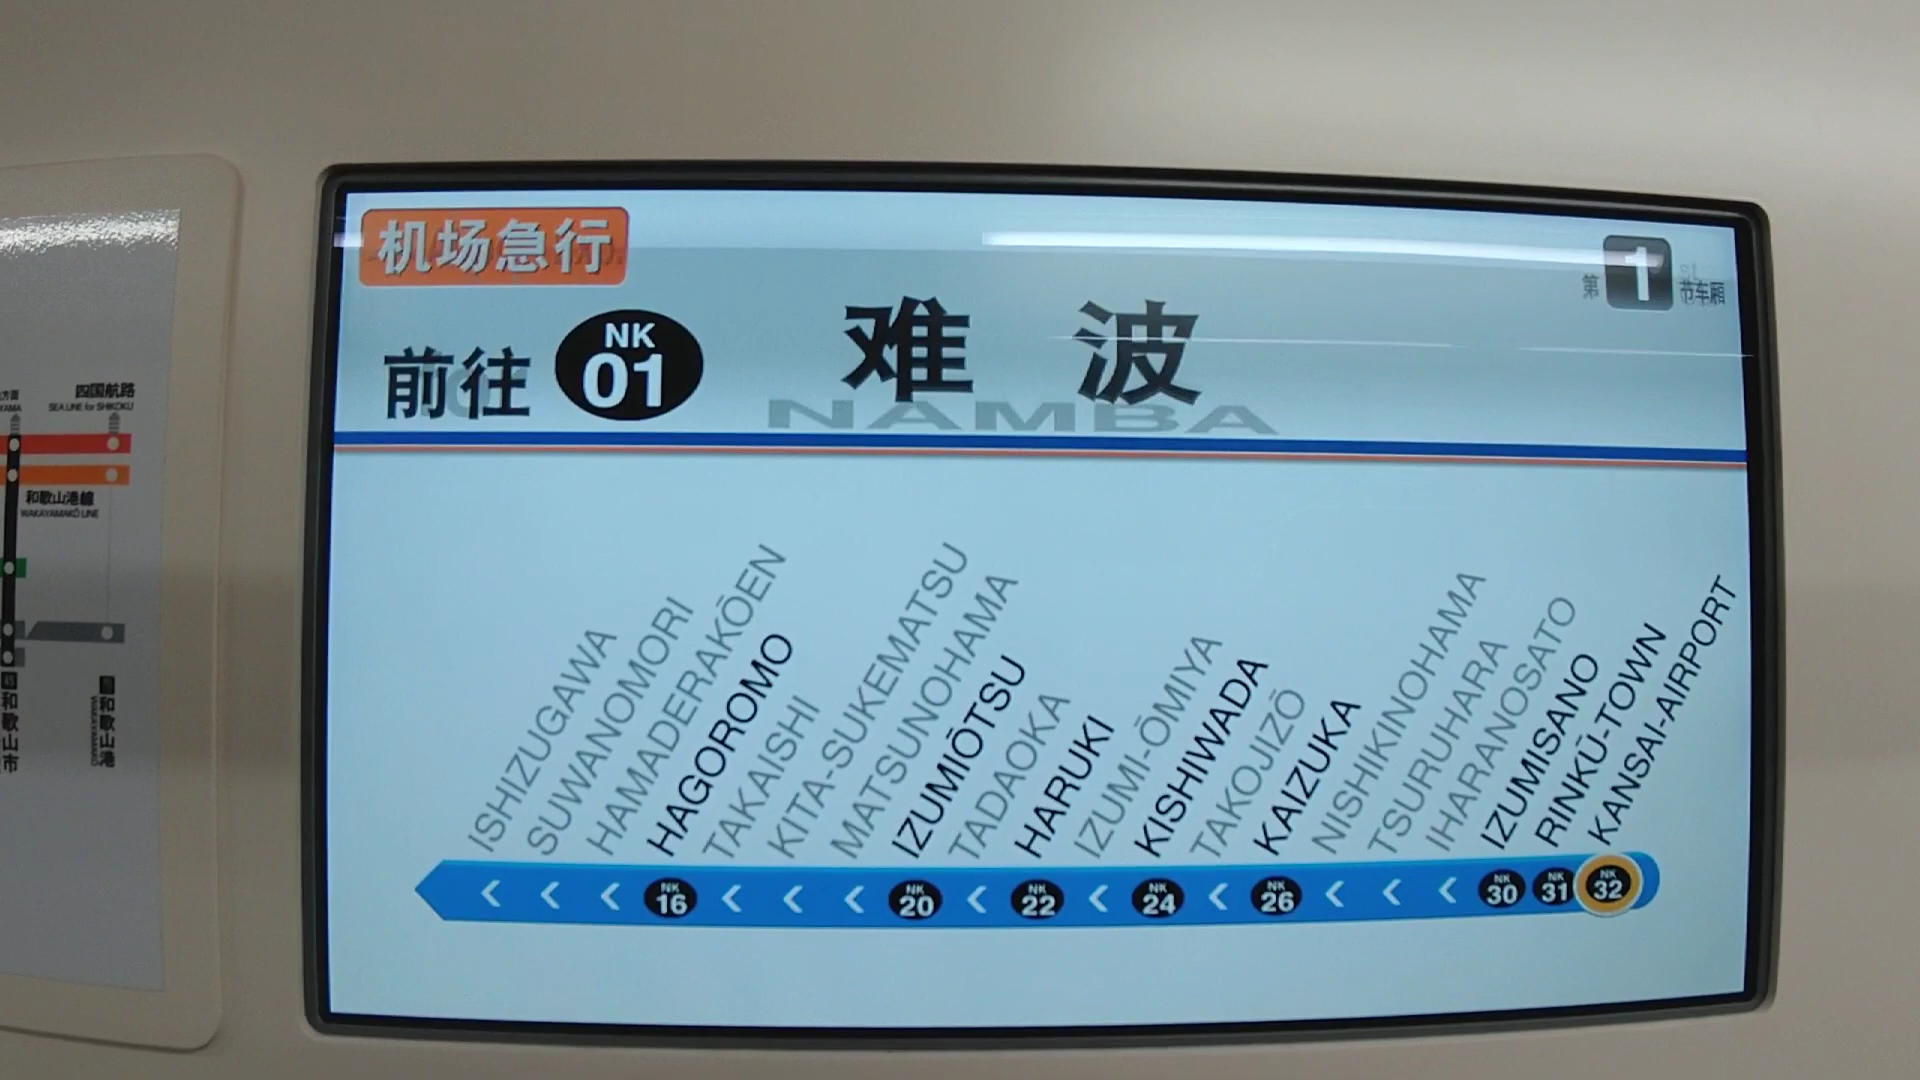 机场急行
第 1 节车厢
前往 NK 01 难波
NAMBA
ISHIZUGAWA
SUWANOMORI
HAMADERAKŌEN
HAGOROMO
TAKAISHI
KITA-SUKEMATSU
MATSUNOHAMA
IZUMIŌTSU
TADAOKA
HARUKI
IZUMI-ŌMIYA
KISHIWADA
TAKOJIZŌ
KAIZUKA
NISHIKINOHAMA
TSURUHARA
IHARANOSATO
IZUMISANO
RINKŪ-TOWN
KANSAI-AIRPORT
NK 16
NK 20
NK 22
NK 24
NK 26
NK 30
NK 31
NK 32
方面
四国航路
SEA LINE for SHIKOKU
和歌山港線
WAKAYAMAKŌ LINE
45
和歌山市
和歌山港
WAKAYAMAKŌ